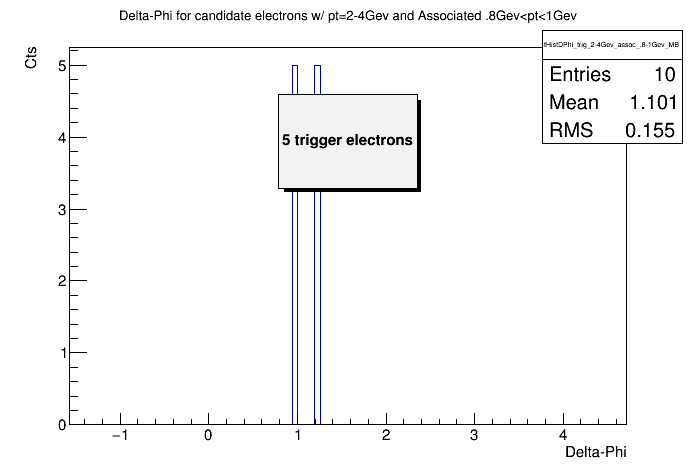 Delta-Phi for candidate electrons w/ pt=2-4Gev and Associated .8Gev<pt<1Gev
fHistDPhi_trig_2-4Gev_assoc_.8-1Gev_MB
Entries 10
Mean 1.101
RMS 0.155
Cts
5
4
3
2
1
0
5 trigger electrons
−1 0 1 2 3 4
Delta-Phi